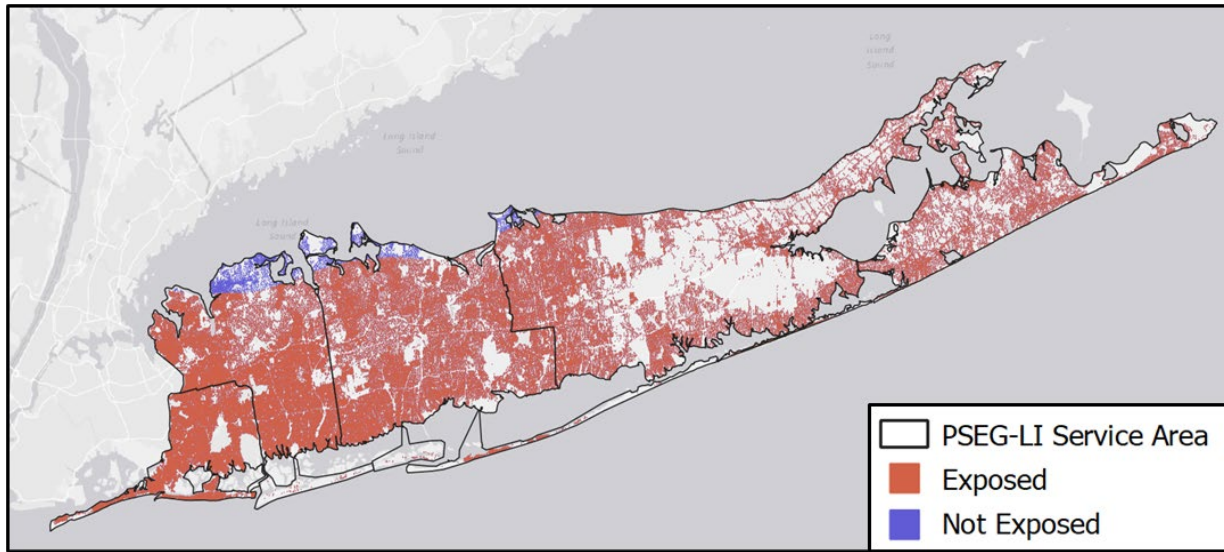 Long
Island
Sound
Long Island
Sound
Long Island
Sound
PSEG-LI Service Area
Exposed
Not Exposed